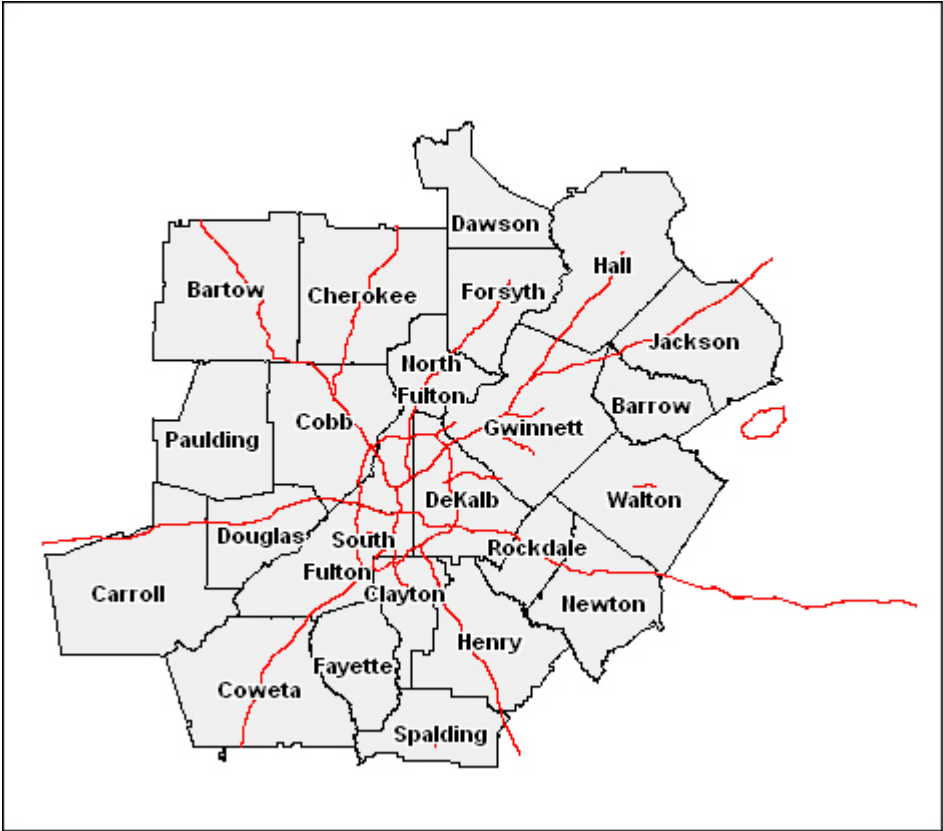 Dawson
Hall
Bartow
Cherokee
Forsyth
Jackson
North
Fulton
Barrow
Cobb
Gwinnett
Paulding
DeKalb
Walton
Douglas
South
Fulton
Rockdale
Carroll
Clayton
Newton
Henry
Fayette
Coweta
Spalding